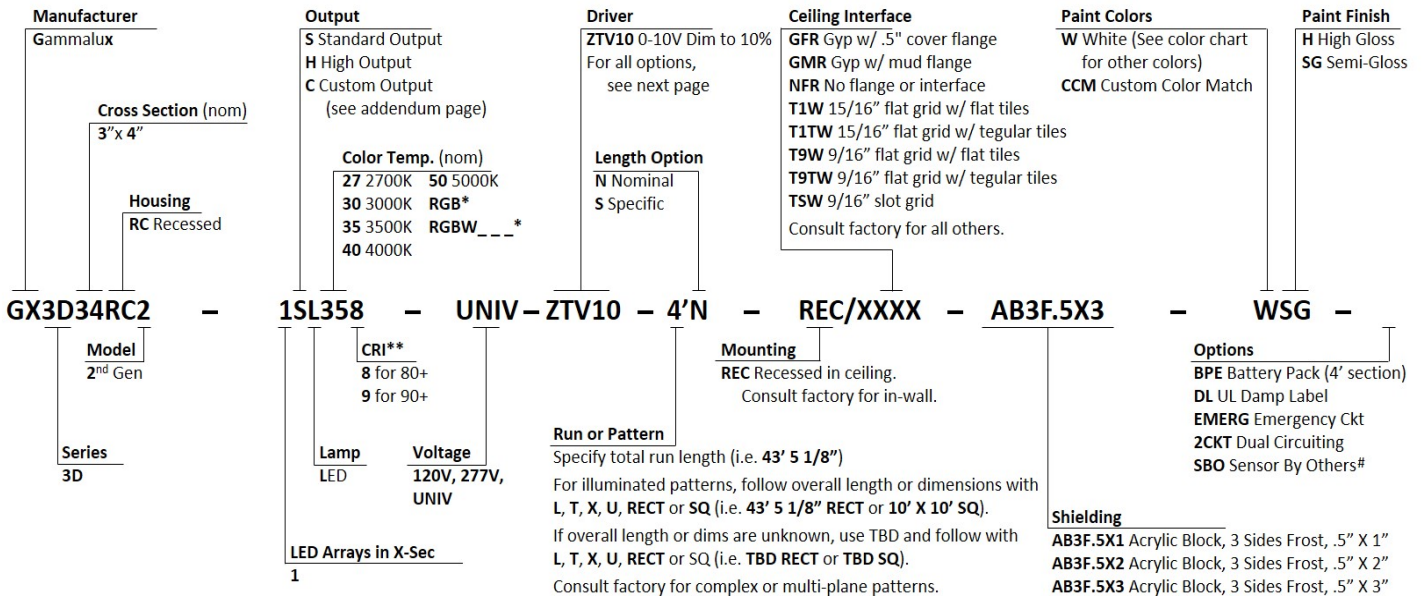 Manufacturer
Gammalux
Cross Section (nom)
3”x 4”
Housing
RC Recessed
Output
S Standard Output
H High Output
C Custom Output
(see addendum page)
Color Temp. (nom)
27 2700K 50 5000K
30 3000K RGB*
35 3500K RGBW_ _ _*
40 4000K
Driver
ZTV10 0-10V Dim to 10%
For all options,
see next page
Length Option
N Nominal
S Specific
Ceiling Interface
GFR Gyp w/ .5" cover flange
GMR Gyp w/ mud flange
NFR No flange or interface
T1W 15/16” flat grid w/ flat tiles
T1TW 15/16” flat grid w/ tegular tiles
T9W 9/16” flat grid w/ flat tiles
T9TW 9/16” flat grid w/ tegular tiles
TSW 9/16” slot grid
Consult factory for all others.
Paint Colors
W White (See color chart
for other colors)
CCM Custom Color Match
Paint Finish
H High Gloss
SG Semi-Gloss
GX3D34RC2 – 1SL358 – UNIV – ZTV10 – 4’N – REC/XXXX – AB3F.5X3 – WSG –
Model
2nd Gen
Series
3D
CRI**
8 for 80+
9 for 90+
Lamp
LED
Voltage
120V, 277V,
UNIV
LED Arrays in X-Sec
1
Mounting
REC Recessed in ceiling.
Consult factory for in-wall.
Run or Pattern
Specify total run length (i.e. 43’ 5 1/8”)
For illuminated patterns, follow overall length or dimensions with
L, T, X, U, RECT or SQ (i.e. 43’ 5 1/8” RECT or 10’ X 10’ SQ).
If overall length or dims are unknown, use TBD and follow with
L, T, X, U, RECT or SQ (i.e. TBD RECT or TBD SQ).
Consult factory for complex or multi-plane patterns.
Options
BPE Battery Pack (4’ section)
DL UL Damp Label
EMERG Emergency Ckt
2CKT Dual Circuiting
SBO Sensor By Others#
Shielding
AB3F.5X1 Acrylic Block, 3 Sides Frost, .5” X 1”
AB3F.5X2 Acrylic Block, 3 Sides Frost, .5” X 2”
AB3F.5X3 Acrylic Block, 3 Sides Frost, .5” X 3”